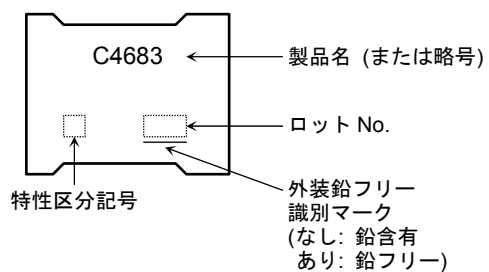 C4683
製品名 (または略号)
ロット No.
特性区分記号
外装鉛フリー
識別マーク
(なし: 鉛含有
あり: 鉛フリー)